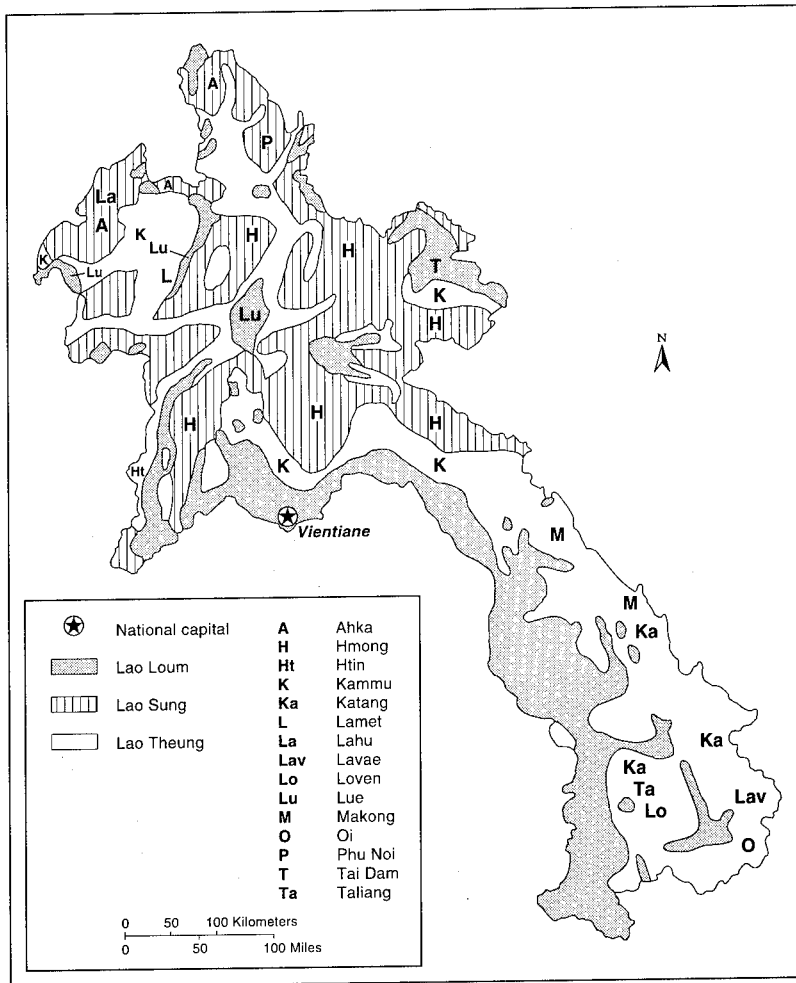 A
P
La
A
A
K
Lu
H
H
K
Lu
L
T
K
Lu
H
N
H
H
H
Ht
K
K
Vientiane
M
M
Ka
Ka
Ka
Ta
Lo
Lav
O
National capital
Lao Loum
Lao Sung
Lao Theung
A Ahka
H Hmong
Ht Htin
K Kammu
Ka Katang
L Lamet
La Lahu
Lav Lavae
Lo Loven
Lu Lue
M Makong
O Oi
P Phu Noi
T Tai Dam
Ta Taliang
0 50 100 Kilometers
0 50 100 Miles